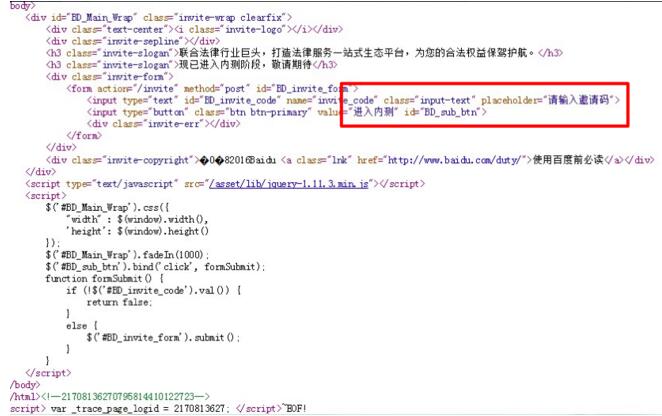 body>
<div id="BD_Main_Wrap" class="invite-wrap clearfix">
<div class="text-center"><i class="invite-logo"></i></div>
<div class="invite-sepline"></div>
<h3 class="invite-slogan">联合法律行业巨头，打造法律服务一站式生态平台，为您的合法权益保驾护航。</h3>
<h3 class="invite-slogan">现已进入内测阶段，敬请期待</h3>
<div class="invite-form">
<form action="/invite" method="post" id="BD_invite_form">
<input type="text" id="BD_invite_code" name="invite_code" class="input-text" placeholder="请输入邀请码">
<input type="button" class="btn btn-primary" value="进入内测" id="BD_sub_btn">
<div class="invite-err"></div>
</form>
</div>
<div class="invite-copyright">�0�82016Baidu <a class="lnk" href="http://www.baidu.com/duty/">使用百度前必读</a></div>
</div>
<script type="text/javascript" src="/asset/lib/jquery-1.11.3.min.js"></script>
<script>
$('#BD_Main_Wrap').css({
"width" : $(window).width(),
'height': $(window).height()
});
$('#BD_Main_Wrap').fadeIn(1000);
$('#BD_sub_btn').bind('click', formSubmit);
function formSubmit() {
if (!$('#BD_invite_code').val()) {
return false;
}
else {
$('#BD_invite_form').submit();
}
}
</script>
/body>
/html><!--21708136270795814410122723-->
script> var _trace_page_logid = 2170813627; </script>~BOF!